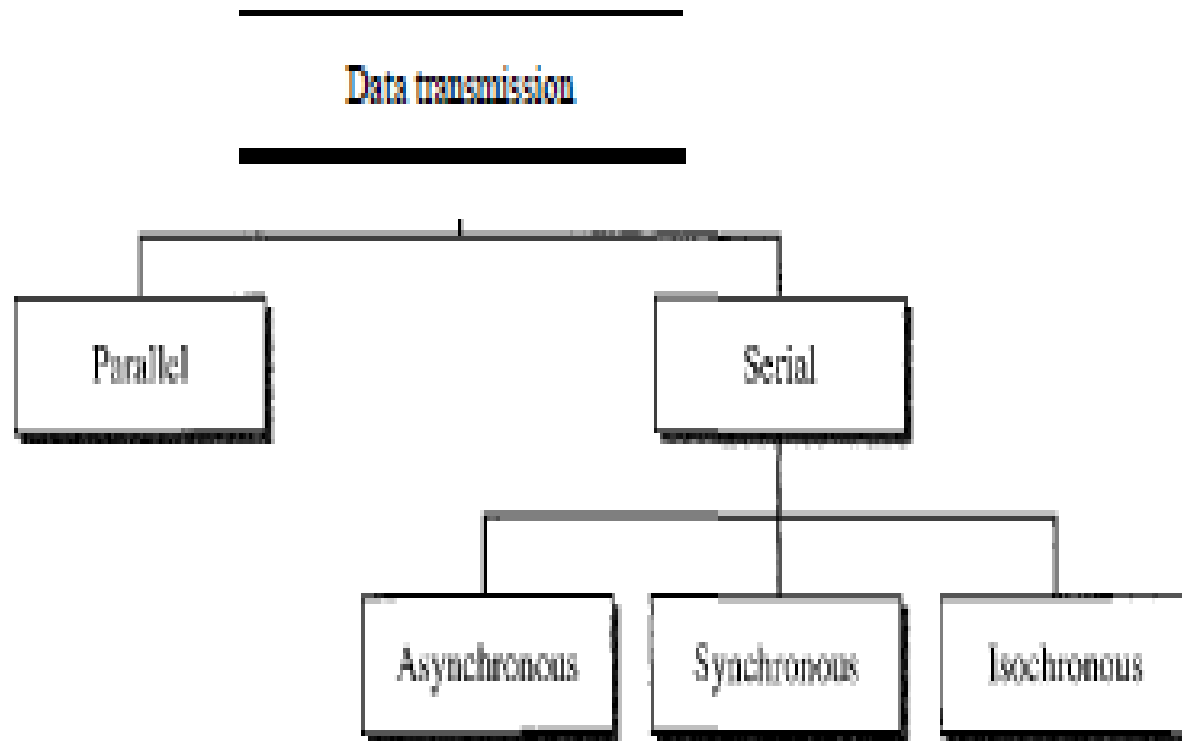 Data transmission
Parallel
Serial
Asynchronous
Synchronous
Isochronous